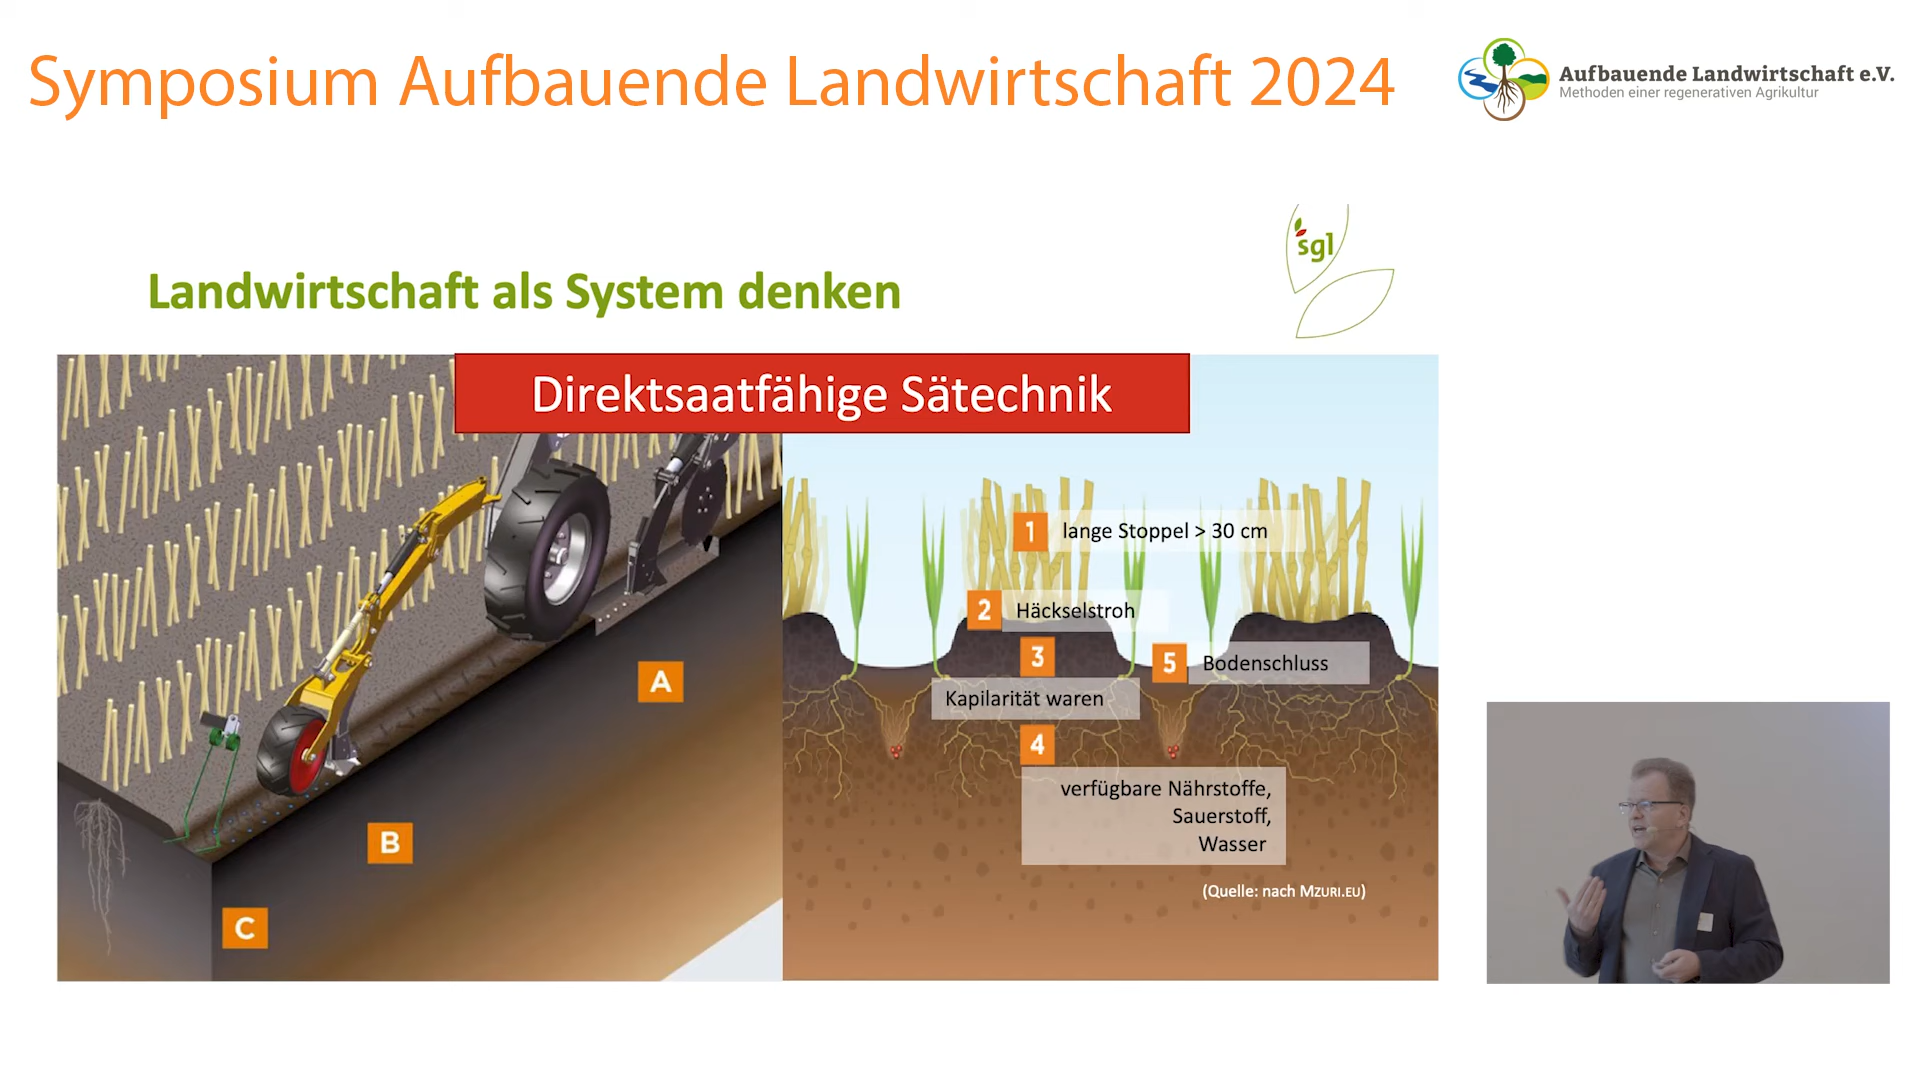 Symposium Aufbauende Landwirtschaft 2024
Aufbauende Landwirtschaft e.V.
Methoden einer regenerativen Agrikultur
sgl
Landwirtschaft als System denken
Direktsaatfähige Sätechnik
1 lange Stoppel > 30 cm
2 Häckselstroh
3
5 Bodenschluss
Kapilarität waren
4
verfügbare Nährstoffe,
Sauerstoff,
Wasser
(Quelle: nach MZURI.EU)
A
B
C